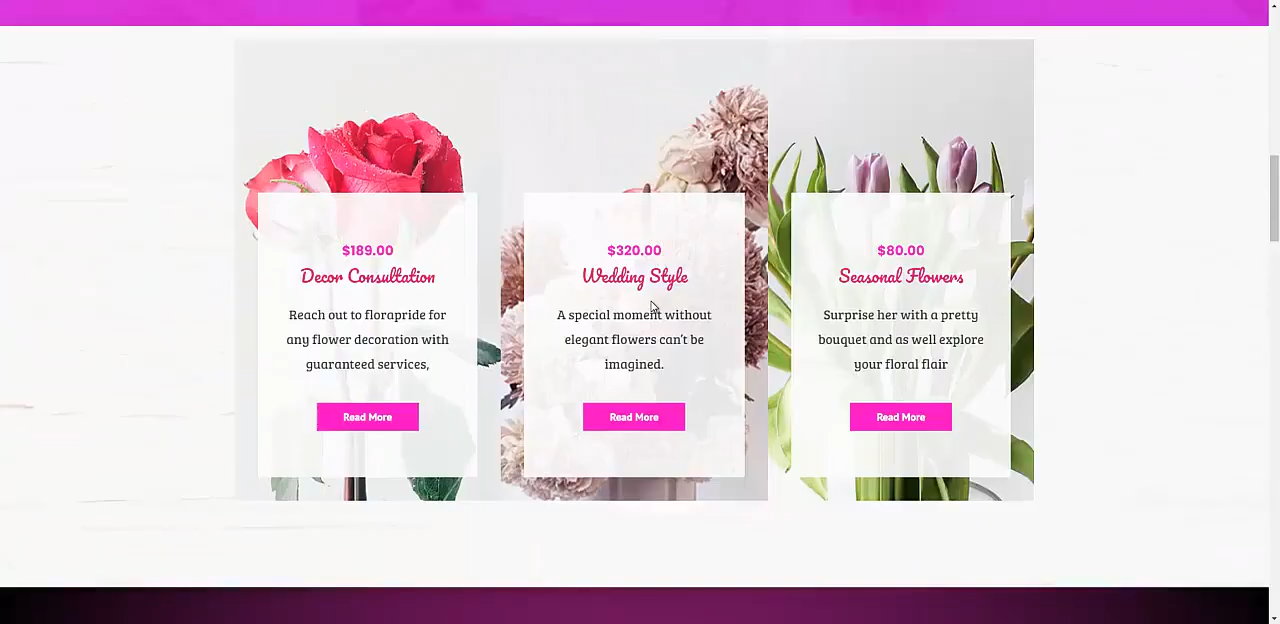 $189.00
Decor Consultation
Reach out to florapride for
any flower decoration with
guaranteed services,
Read More
$320.00
Wedding Style
A special moment without
elegant flowers can't be
imagined.
Read More
$80.00
Seasonal Flowers
Surprise her with a pretty
bouquet and as well explore
your floral flair
Read More